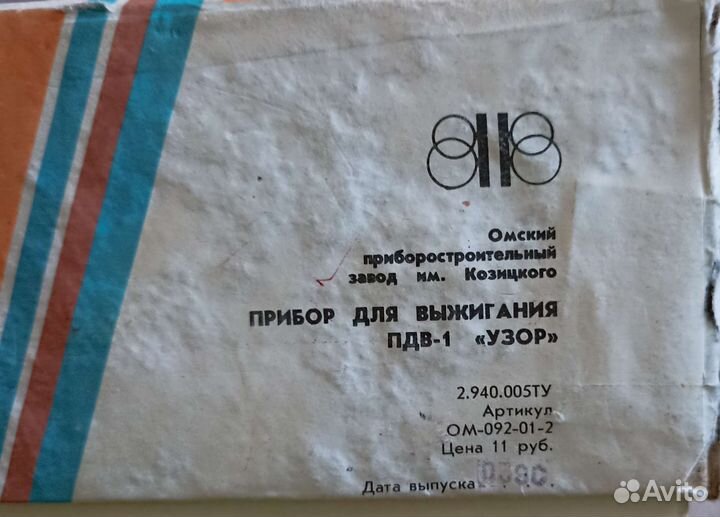 Омский
приборостроительный
завод им. Козицкого
ПРИБОР ДЛЯ ВЫЖИГАНИЯ
ПДВ-1 «УЗОР»
2.940.005ТУ
Артикул
ОМ-092-01-2
Цена 11 руб.
Дата выпуска
Avito